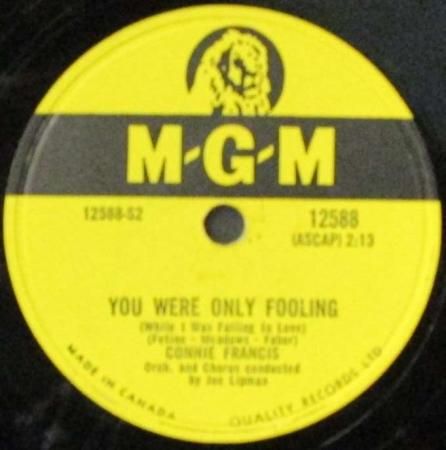 M-G-M
12588-S2
12588
(ASCAP) 2:13
YOU WERE ONLY FOOLING
(While I Was Falling In Love)
(Fotine - Meadows - Faber)
CONNIE FRANCIS
Orch. and Chorus conducted
by Joe Lipman
MADE IN CANADA
QUALITY RECORDS LTD